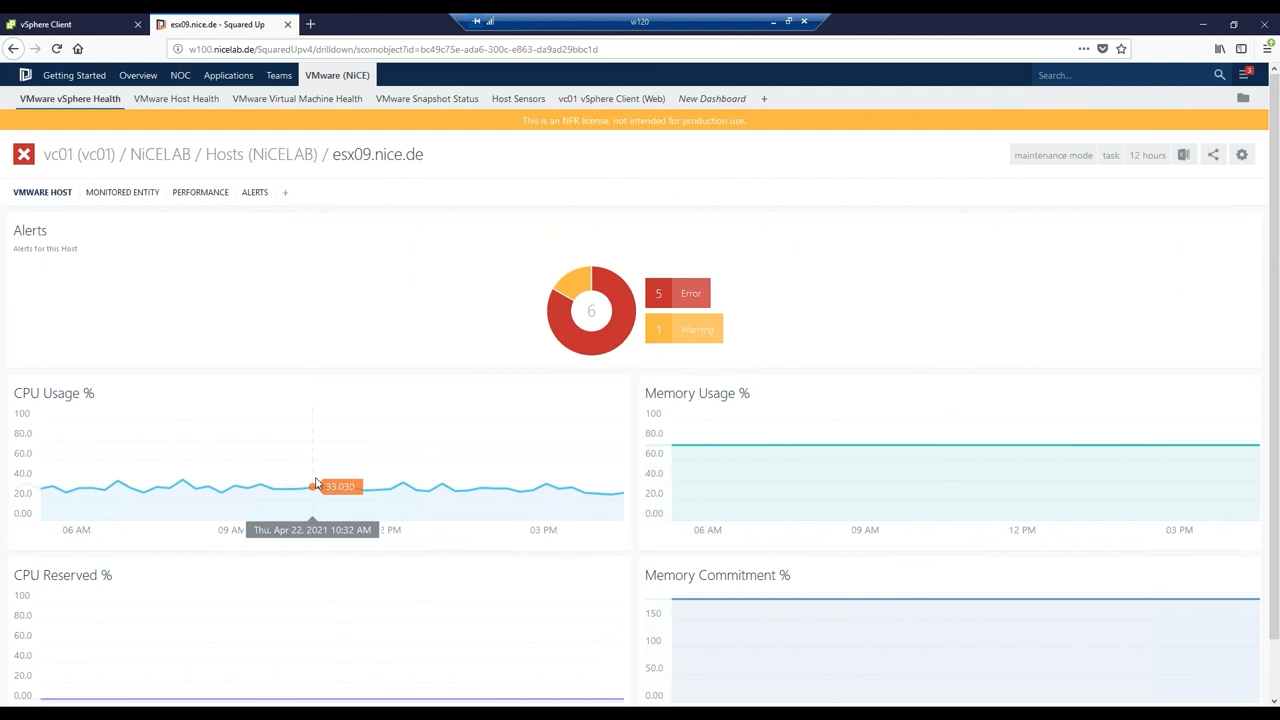 vSphere Client
esx09.nice.de - Squared Up
w120
w100.nicelab.de/SquaredUpv4/drilldown/scomobject?id=bc49c75e-ada6-300c-e863-da9ad29bbc1d
Getting Started
Overview
NOC
Applications
Teams
VMware (NiCE)
Search...
3
VMware vSphere Health
VMware Host Health
VMware Virtual Machine Health
VMware Snapshot Status
Host Sensors
vc01 vSphere Client (Web)
New Dashboard
This is an NFR license, not intended for production use.
vc01 (vc01) / NiCELAB / Hosts (NiCELAB) / esx09.nice.de
maintenance mode
task
12 hours
VMWARE HOST
MONITORED ENTITY
PERFORMANCE
ALERTS
Alerts
Alerts for this Host
6
5 Error
1 Warning
CPU Usage %
100
80.0
60.0
40.0
20.0
0.00
33.030
06 AM
09 AM
Thu, Apr 22, 2021 10:32 AM
2 PM
03 PM
Memory Usage %
100
80.0
60.0
40.0
20.0
0.00
06 AM
09 AM
12 PM
03 PM
CPU Reserved %
100
80.0
60.0
40.0
20.0
0.00
Memory Commitment %
150
100
50.0
0.00